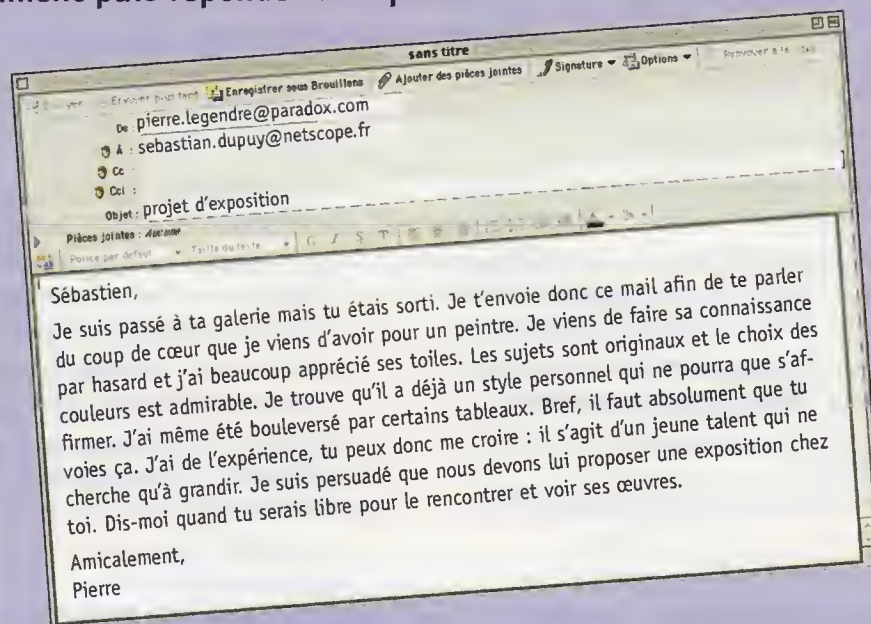 puis
sans titre
Enregistrer sous Brouillons Ajouter des pièces jointes Signature Options
De : pierre.legendre@paradox.com
À : sebastian.dupuy@netscope.fr
Cc :
Cci :
Objet : projet d'exposition
Pièces jointes : Aucune
Police par défaut Taille du texte G I S T
Sébastien,
Je suis passé à ta galerie mais tu étais sorti. Je t'envoie donc ce mail afin de te parler
du coup de cœur que je viens d'avoir pour un peintre. Je viens de faire sa connaissance
par hasard et j'ai beaucoup apprécié ses toiles. Les sujets sont originaux et le choix des
couleurs est admirable. Je trouve qu'il a déjà un style personnel qui ne pourra que s'af-
firmer. J'ai même été bouleversé par certains tableaux. Bref, il faut absolument que tu
voies ça. J'ai de l'expérience, tu peux donc me croire : il s'agit d'un jeune talent qui ne
cherche qu'à grandir. Je suis persuadé que nous devons lui proposer une exposition chez
toi. Dis-moi quand tu serais libre pour le rencontrer et voir ses œuvres.
Amicalement,
Pierre